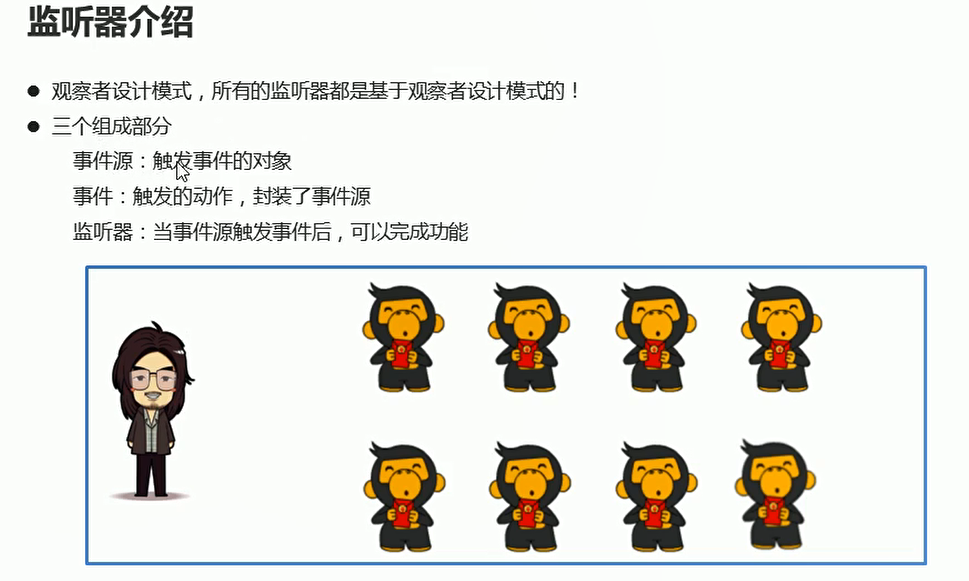 监听器介绍
● 观察者设计模式，所有的监听器都是基于观察者设计模式的！
● 三个组成部分
事件源：触发事件的对象
事件：触发的动作，封装了事件源
监听器：当事件源触发事件后，可以完成功能